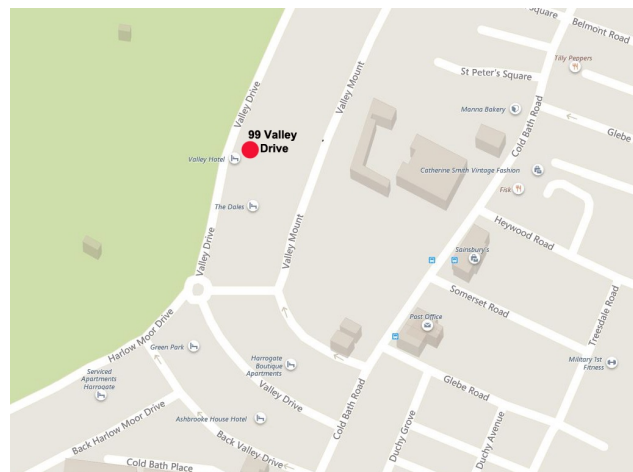 Square
Belmont Road
Tilly Peppers
St Peter's Square
Manna Bakery
Cold Bath Road
Glebe
Valley Drive
Valley Mount
99 Valley
Drive
Valley Hotel
Catherine Smith Vintage Fashion
Fisk
The Dales
Heywood Road
Valley Drive
Valley Mount
Sainsbury's
Somerset Road
Treesdale Road
Post Office
Harlow Moor Drive
Green Park
Harrogate
Boutique
Apartments
Military 1st
Fitness
Serviced
Apartments
Harrogate
Valley Drive
Cold Bath Road
Glebe Road
Ashbrooke House Hotel
Back Harlow Moor Drive
Back Valley Drive
Duchy Grove
Duchy Avenue
Cold Bath Place